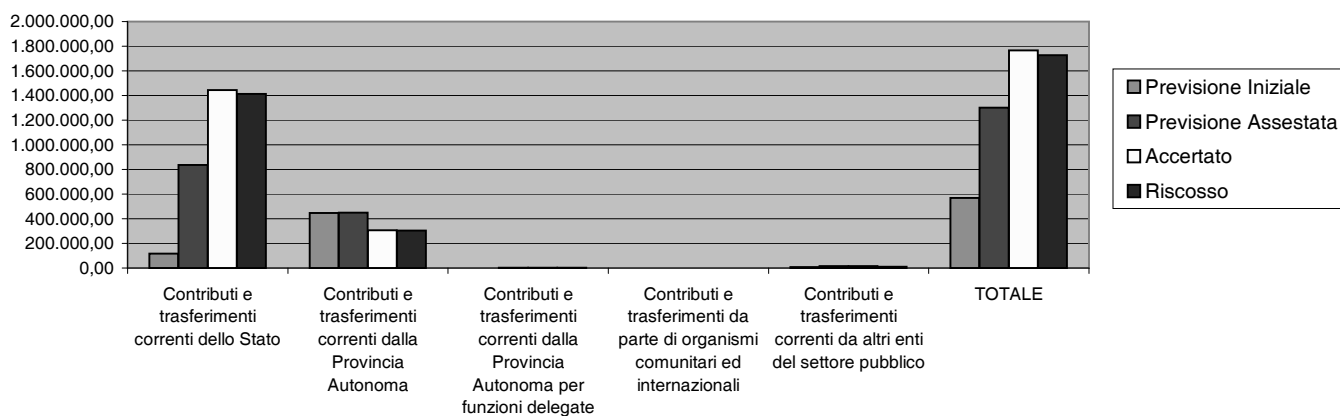 2.000.000,00
1.800.000,00
1.600.000,00
1.400.000,00
1.200.000,00
1.000.000,00
800.000,00
600.000,00
400.000,00
200.000,00
0,00
Contributi e
trasferimenti
correnti dello Stato
Contributi e
trasferimenti
correnti dalla
Provincia
Autonoma
Contributi e
trasferimenti
correnti dalla
Provincia
Autonoma per
funzioni delegate
Contributi e
trasferimenti da
parte di organismi
comunitari ed
internazionali
Contributi e
trasferimenti
correnti da altri enti
del settore pubblico
TOTALE
Previsione Iniziale
Previsione Assestata
Accertato
Riscosso